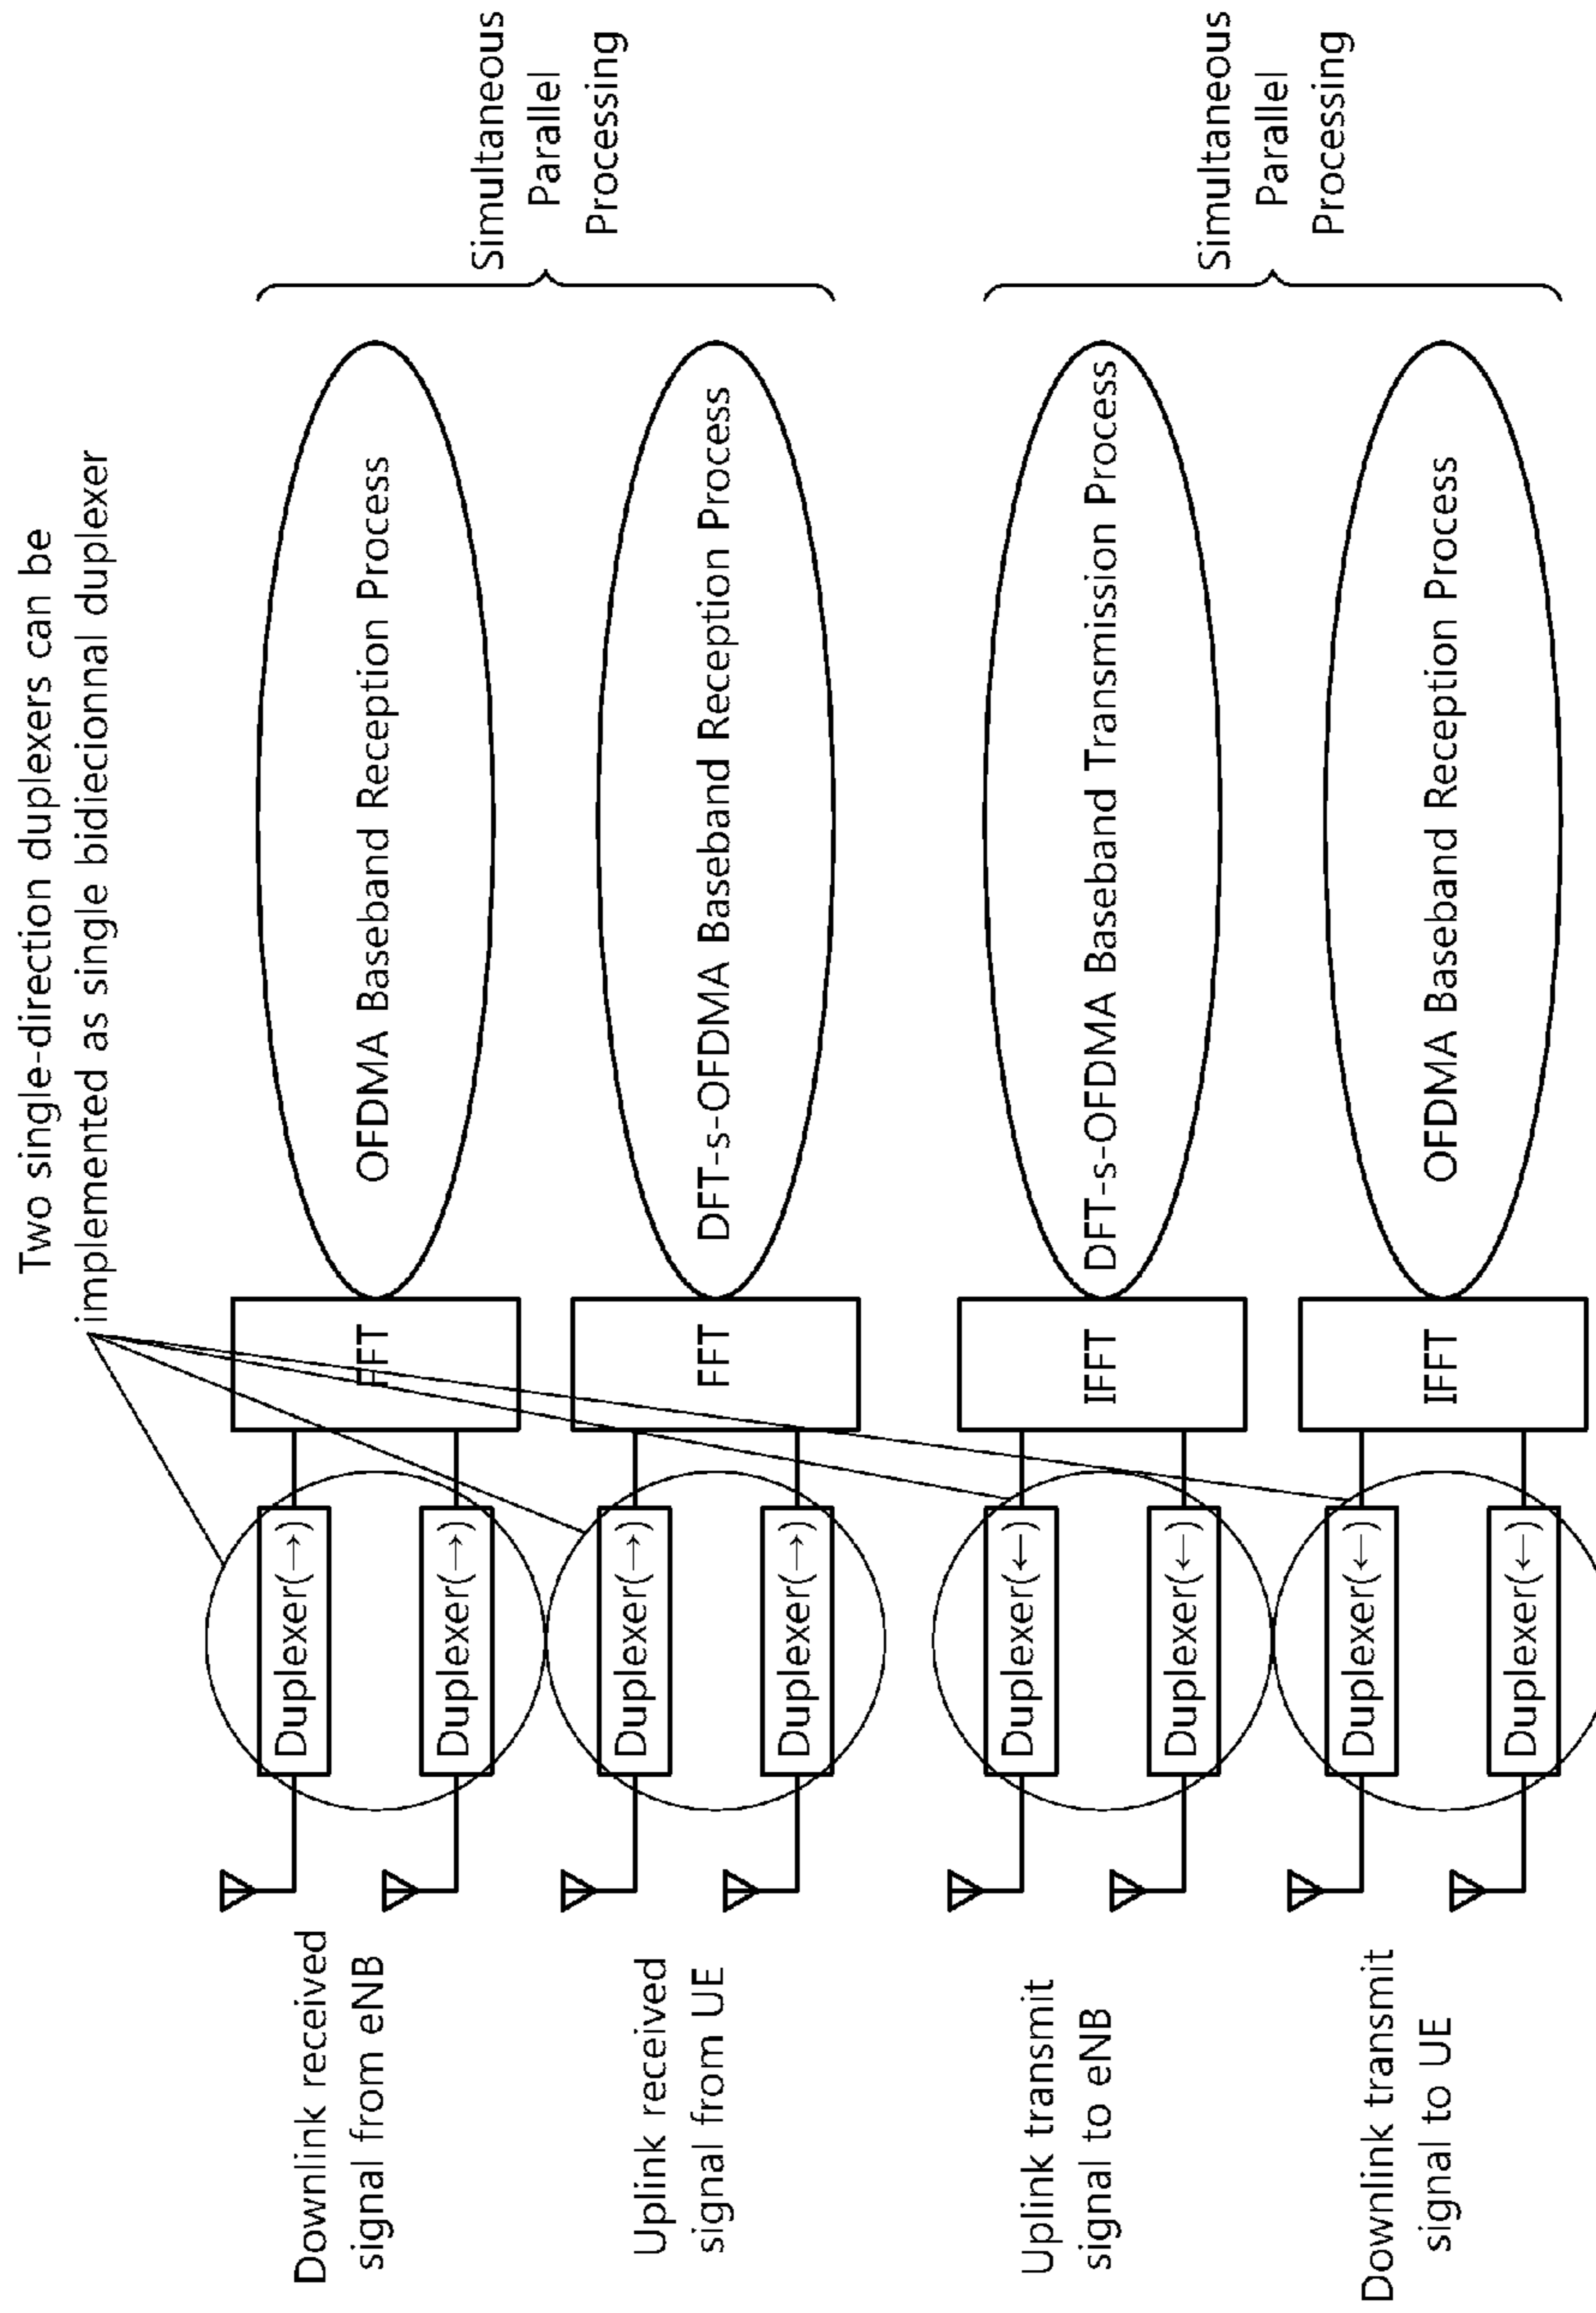 Two single-direction duplexers can be
implemented as single bidiecionnal duplexer
Downlink received
signal from eNB
Duplexer(→)
Duplexer(→)
FFT
OFDMA Baseband Reception Process
Uplink received
signal from UE
Duplexer(→)
Duplexer(→)
FFT
DFT-s-OFDMA Baseband Reception Process
Simultaneous
Parallel
Processing
Uplink transmit
signal to eNB
Duplexer(←)
Duplexer(←)
IFFT
DFT-s-OFDMA Baseband Transmission Process
Downlink transmit
signal to UE
Duplexer(←)
Duplexer(←)
IFFT
OFDMA Baseband Reception Process
Simultaneous
Parallel
Processing